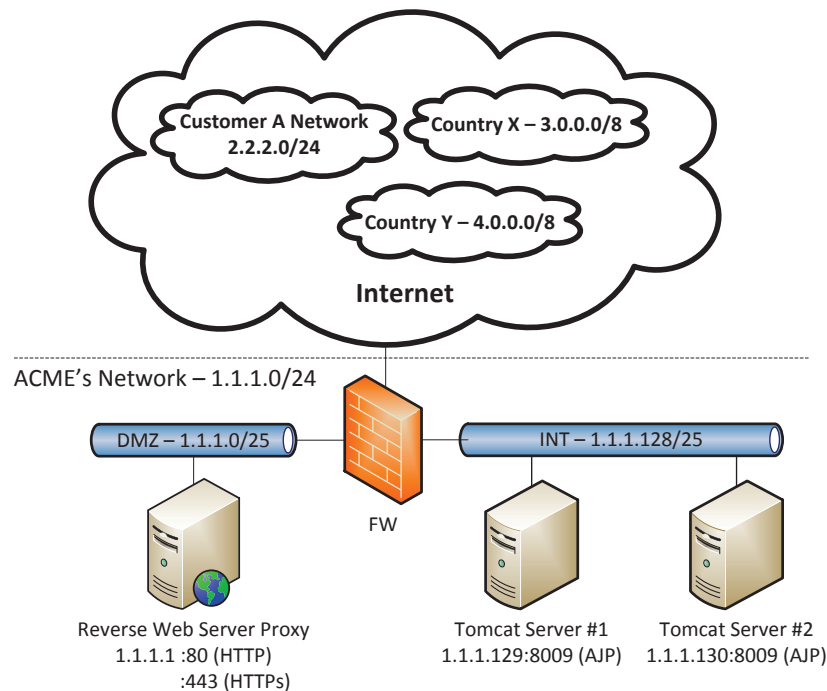 Customer A Network
2.2.2.0/24
Country X – 3.0.0.0/8
Country Y – 4.0.0.0/8
Internet
ACME's Network – 1.1.1.0/24
DMZ – 1.1.1.0/25
INT – 1.1.1.128/25
FW
Reverse Web Server Proxy
1.1.1.1 :80 (HTTP)
:443 (HTTPs)
Tomcat Server #1
1.1.1.129:8009 (AJP)
Tomcat Server #2
1.1.1.130:8009 (AJP)